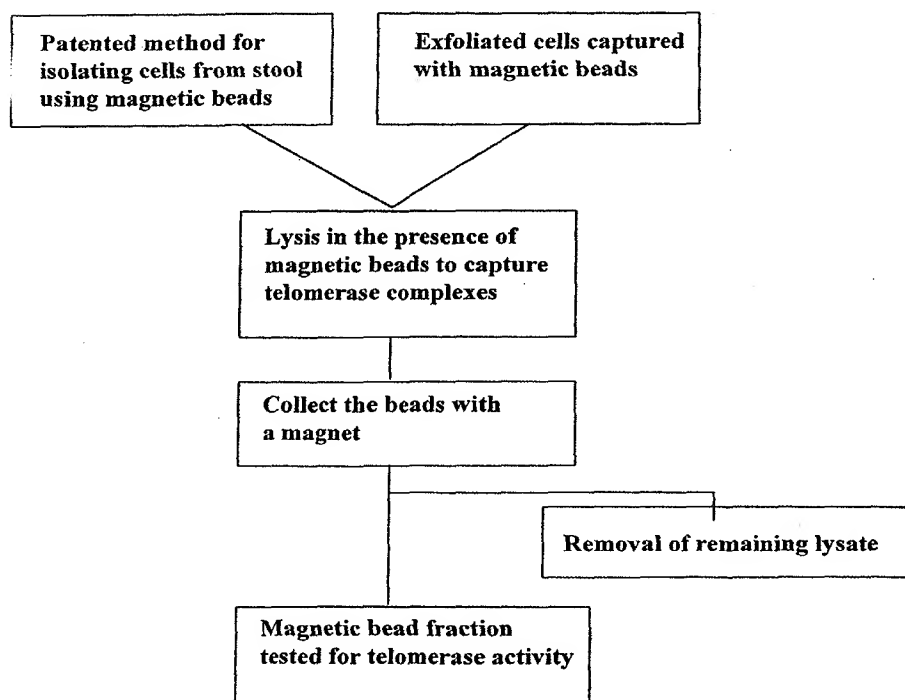 Patented method for
isolating cells from stool
using magnetic beads
Exfoliated cells captured
with magnetic beads
Lysis in the presence of
magnetic beads to capture
telomerase complexes
Collect the beads with
a magnet
Removal of remaining lysate
Magnetic bead fraction
tested for telomerase activity